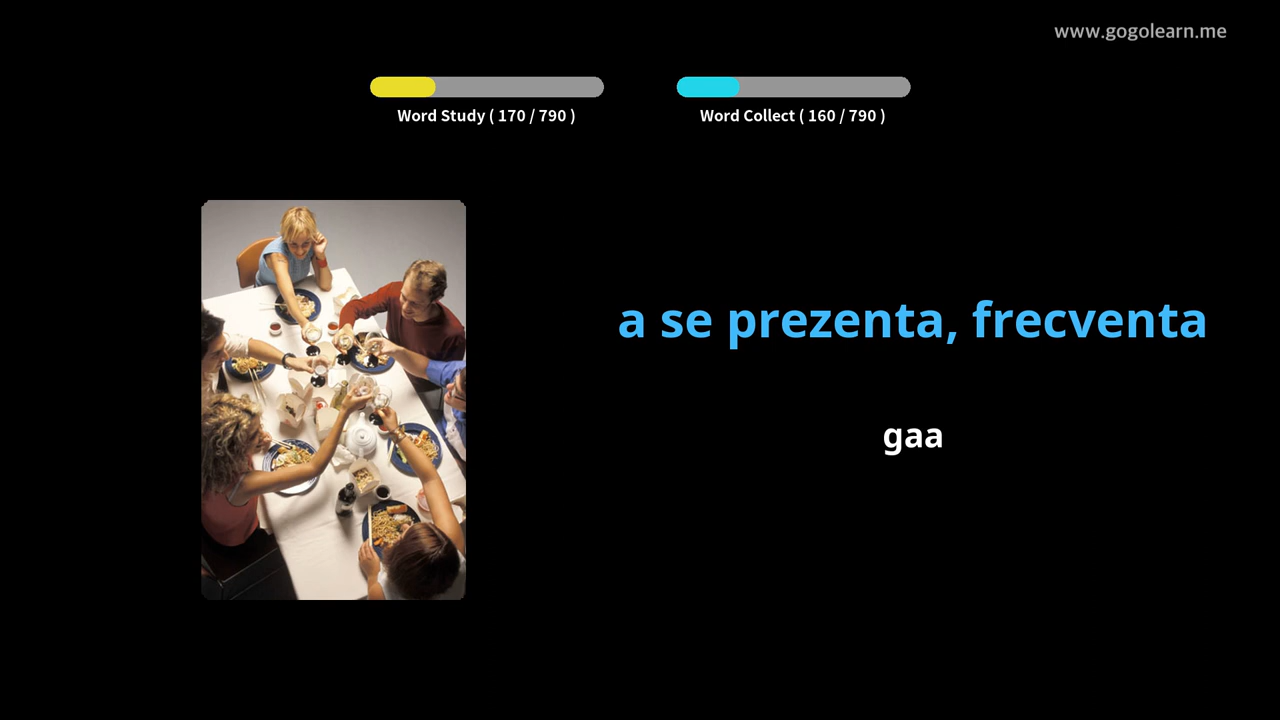 www.gogolearn.me
Word Study ( 170 / 790 )
Word Collect ( 160 / 790 )
a se prezenta, frecventa
gaa